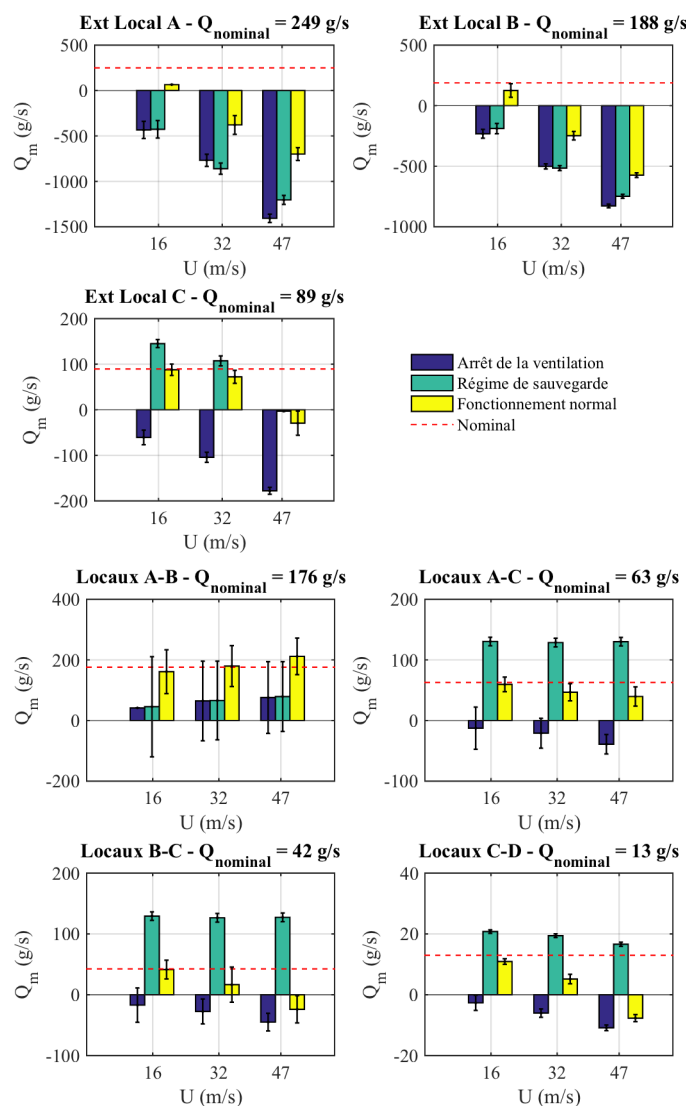 Ext Local A - Qnominal = 249 g/s
Qm (g/s)
500
0
-500
-1000
-1500
16 32 47
U (m/s)
Ext Local B - Qnominal = 188 g/s
Qm (g/s)
500
0
-500
-1000
16 32 47
U (m/s)
Ext Local C - Qnominal = 89 g/s
Qm (g/s)
200
100
0
-100
-200
16 32 47
U (m/s)
Arrêt de la ventilation
Régime de sauvegarde
Fonctionnement normal
Nominal
Locaux A-B - Qnominal = 176 g/s
Qm (g/s)
400
200
0
-200
16 32 47
U (m/s)
Locaux A-C - Qnominal = 63 g/s
Qm (g/s)
200
100
0
-100
16 32 47
U (m/s)
Locaux B-C - Qnominal = 42 g/s
Qm (g/s)
200
100
0
-100
16 32 47
U (m/s)
Locaux C-D - Qnominal = 13 g/s
Qm (g/s)
40
20
0
-20
16 32 47
U (m/s)